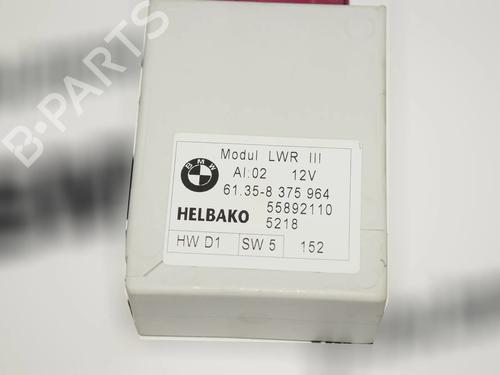 B-PARTS
BMW
Modul LWR III
AI:02 12V
61.35-8 375 964
HELBAKO 55892110
5218
HW D1 SW 5 152